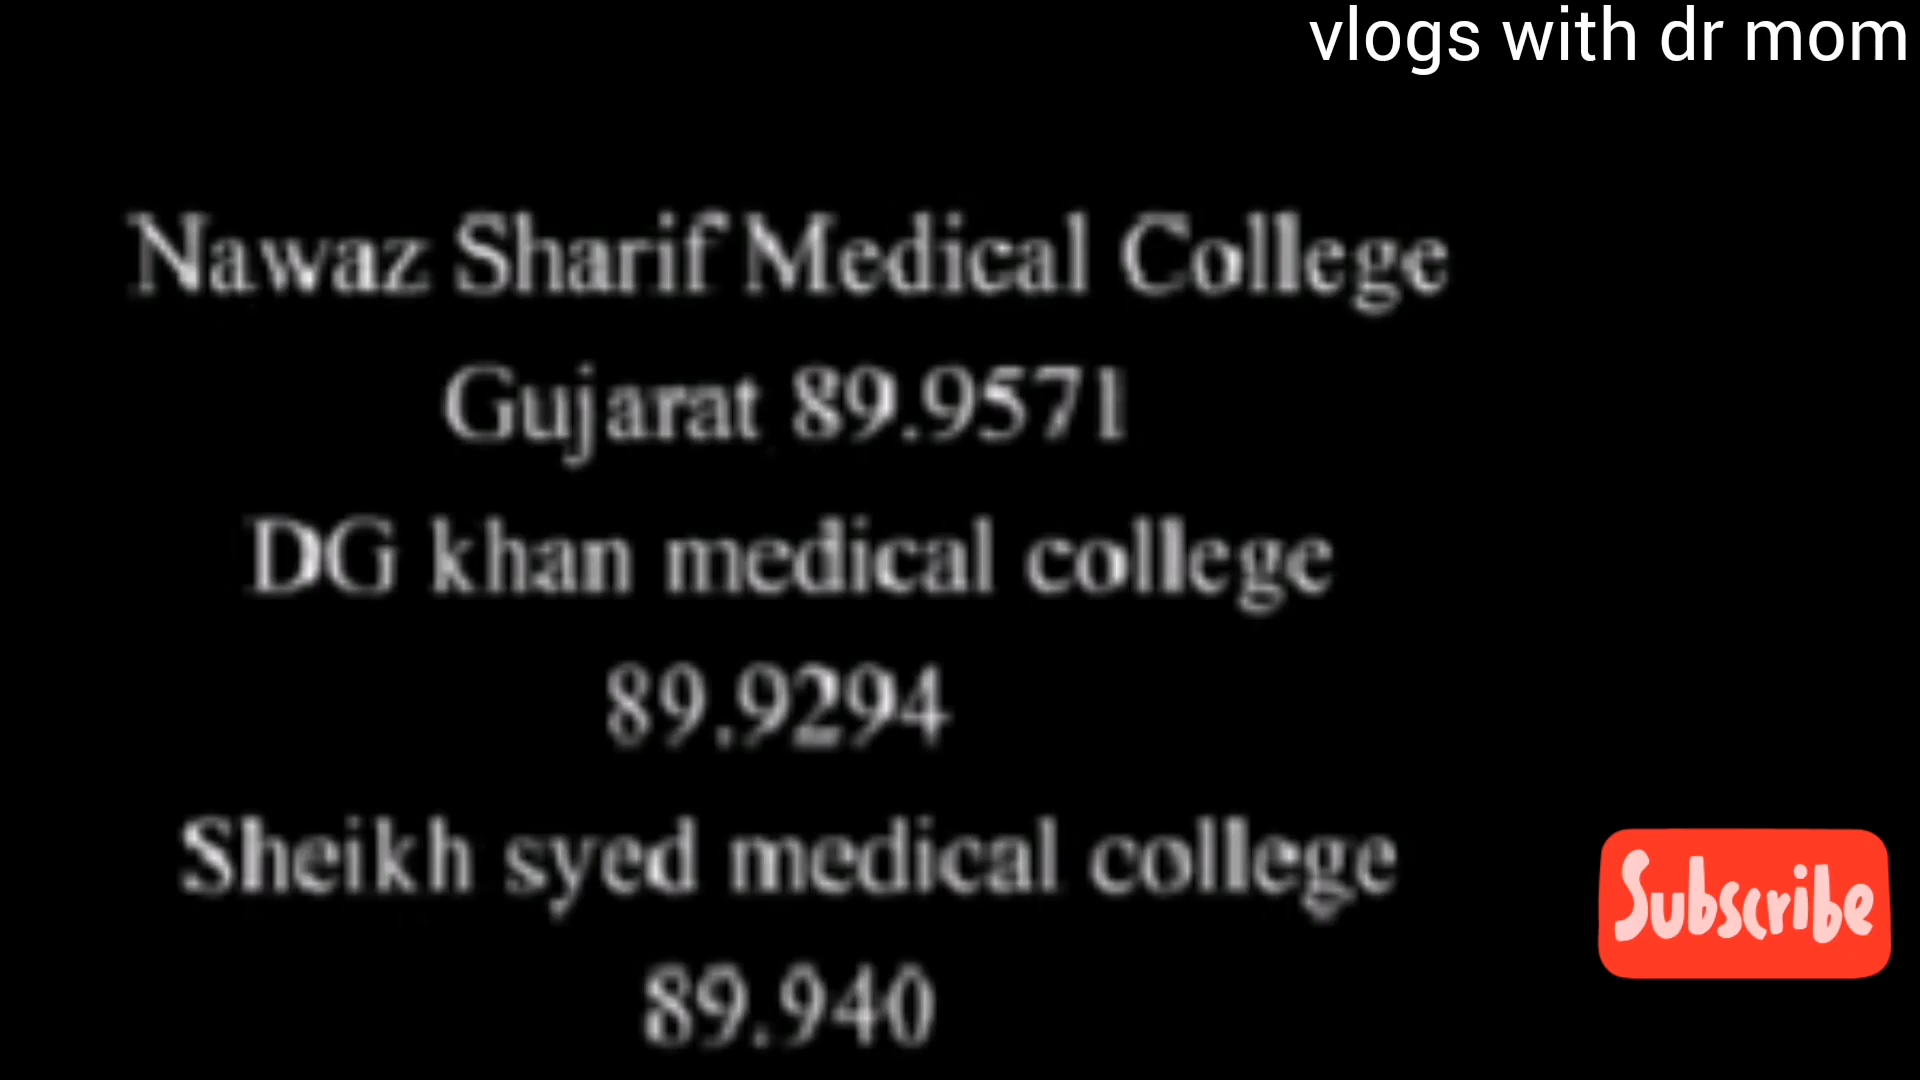 vlogs with dr mom
Nawaz Sharif Medical College
Gujarat 89.9571
DG khan medical college
89.9294
Sheikh syed medical college
89.940
Subscribe